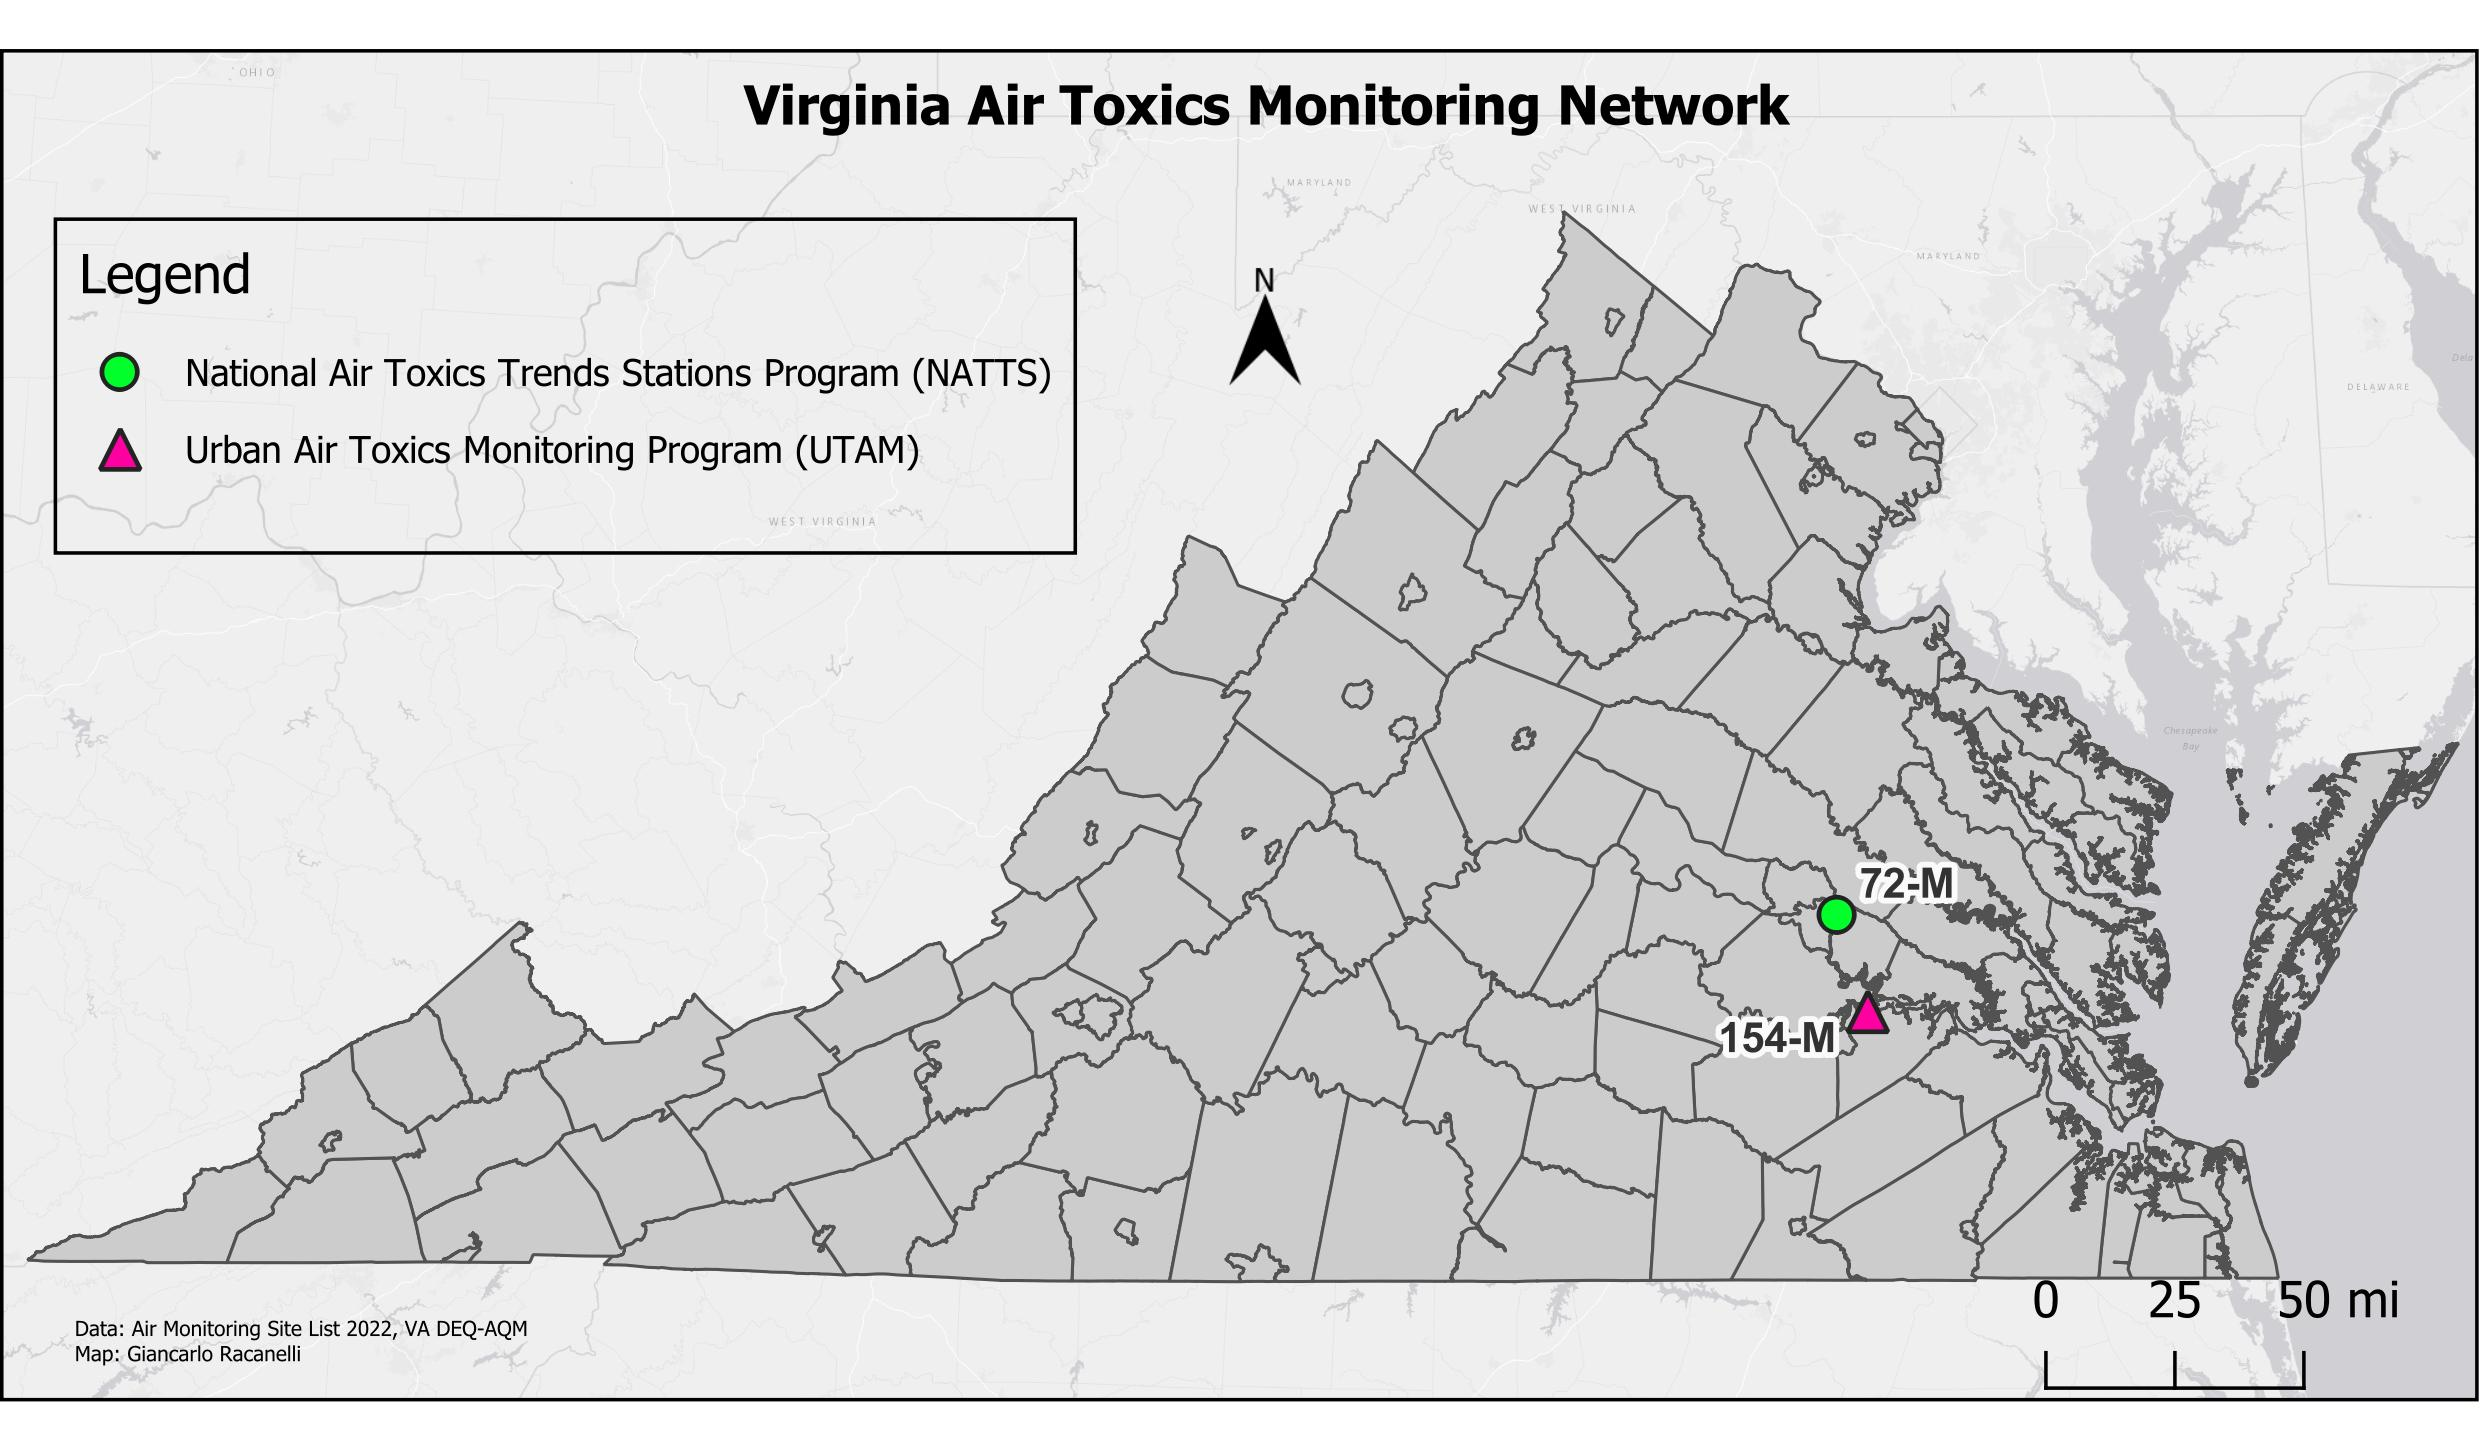 OHIO
Virginia Air Toxics Monitoring Network
MARYLAND
WEST VIRGINIA
MARYLAND
Legend
N
National Air Toxics Trends Stations Program (NATTS)
DELAWARE
Urban Air Toxics Monitoring Program (UTAM)
WEST VIRGINIA
Chesapeake
Bay
72-M
154-M
0 25 50 mi
Data: Air Monitoring Site List 2022, VA DEQ-AQM
Map: Giancarlo Racanelli